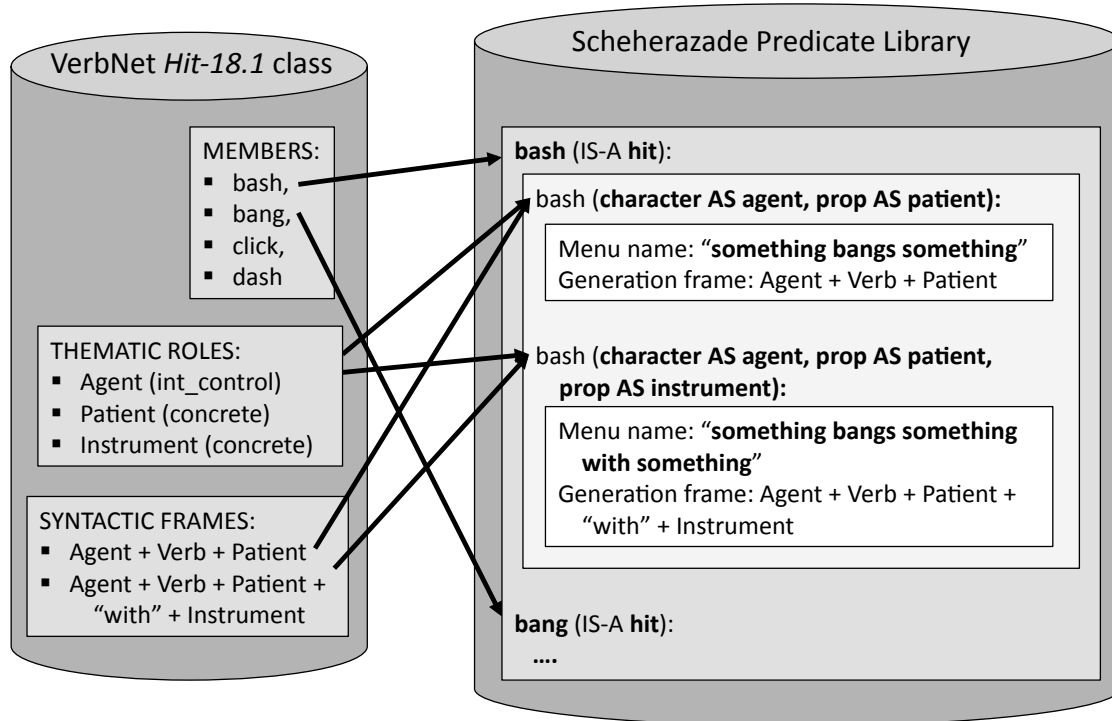 VerbNet Hit-18.1 class
MEMBERS:
▪ bash,
▪ bang,
▪ click,
▪ dash
THEMATIC ROLES:
▪ Agent (int_control)
▪ Patient (concrete)
▪ Instrument (concrete)
SYNTACTIC FRAMES:
▪ Agent + Verb + Patient
▪ Agent + Verb + Patient +
“with” + Instrument
Scheherazade Predicate Library
bash (IS-A hit):
bash (character AS agent, prop AS patient):
Menu name: “something bangs something”
Generation frame: Agent + Verb + Patient
bash (character AS agent, prop AS patient,
prop AS instrument):
Menu name: “something bangs something
with something”
Generation frame: Agent + Verb + Patient +
“with” + Instrument
bang (IS-A hit):
....